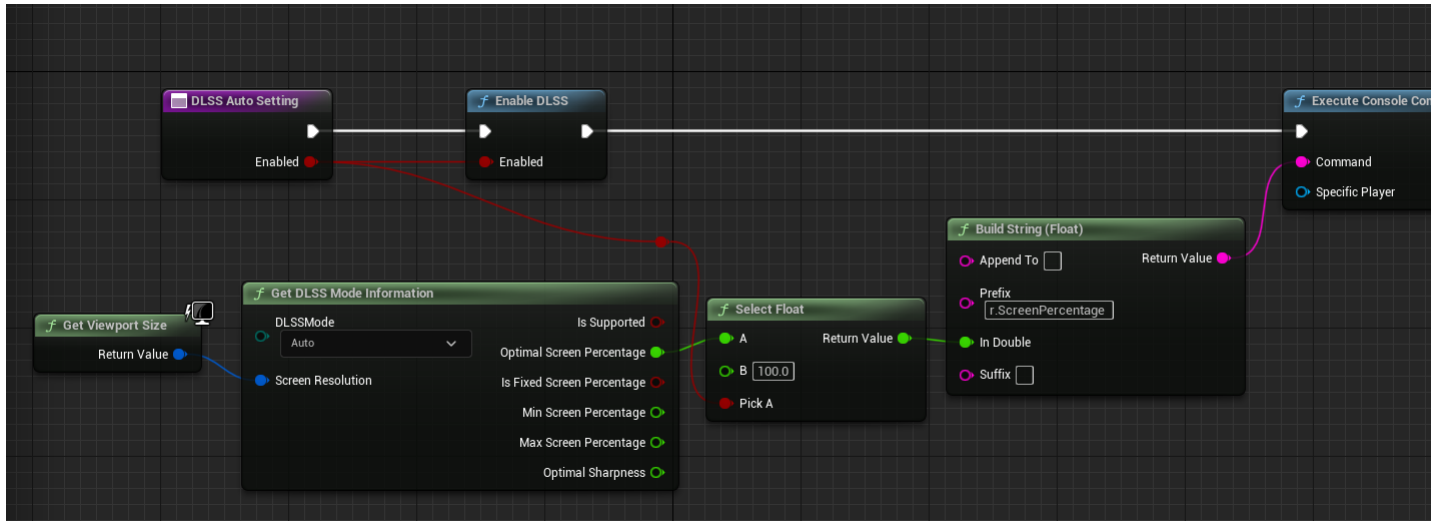 DLSS Auto Setting
Enabled
Enable DLSS
Enabled
Execute Console Com
Command
Specific Player
Build String (Float)
Append To
Return Value
Prefix
r.ScreenPercentage
In Double
Suffix
Get Viewport Size
Return Value
Get DLSS Mode Information
DLSSMode
Auto
Screen Resolution
Is Supported
Optimal Screen Percentage
Is Fixed Screen Percentage
Min Screen Percentage
Max Screen Percentage
Optimal Sharpness
Select Float
A
Return Value
B 100.0
Pick A